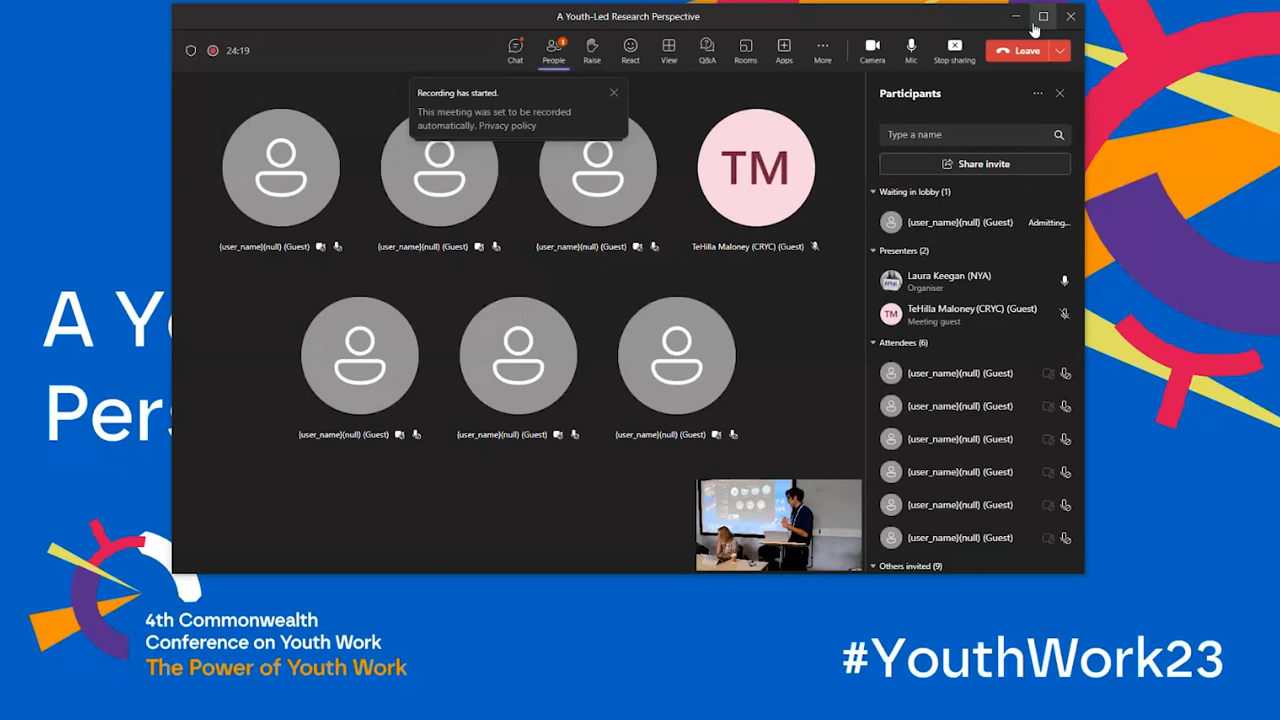 A Youth-Led Research Perspective
24:19
Chat
People
1
Raise
React
View
Q&A
Rooms
Apps
More
Camera
Mic
Stop sharing
Leave
Recording has started.
This meeting was set to be recorded
automatically. Privacy policy
TM
{user_name}(null) (Guest)
{user_name}(null) (Guest)
{user_name}(null) (Guest)
TeHilla Maloney (CRYC) (Guest)
{user_name}(null) (Guest)
{user_name}(null) (Guest)
{user_name}(null) (Guest)
Participants
Type a name
Share invite
Waiting in lobby (1)
{user_name}(null) (Guest)
Admitting...
Presenters (2)
Laura Keegan (NYA)
Organiser
TM
TeHilla Maloney (CRYC) (Guest)
Meeting guest
Attendees (6)
{user_name}(null) (Guest)
{user_name}(null) (Guest)
{user_name}(null) (Guest)
{user_name}(null) (Guest)
{user_name}(null) (Guest)
{user_name}(null) (Guest)
Others invited (9)
A Y
Pers
4th Commonwealth
Conference on Youth Work
The Power of Youth Work
#YouthWork23